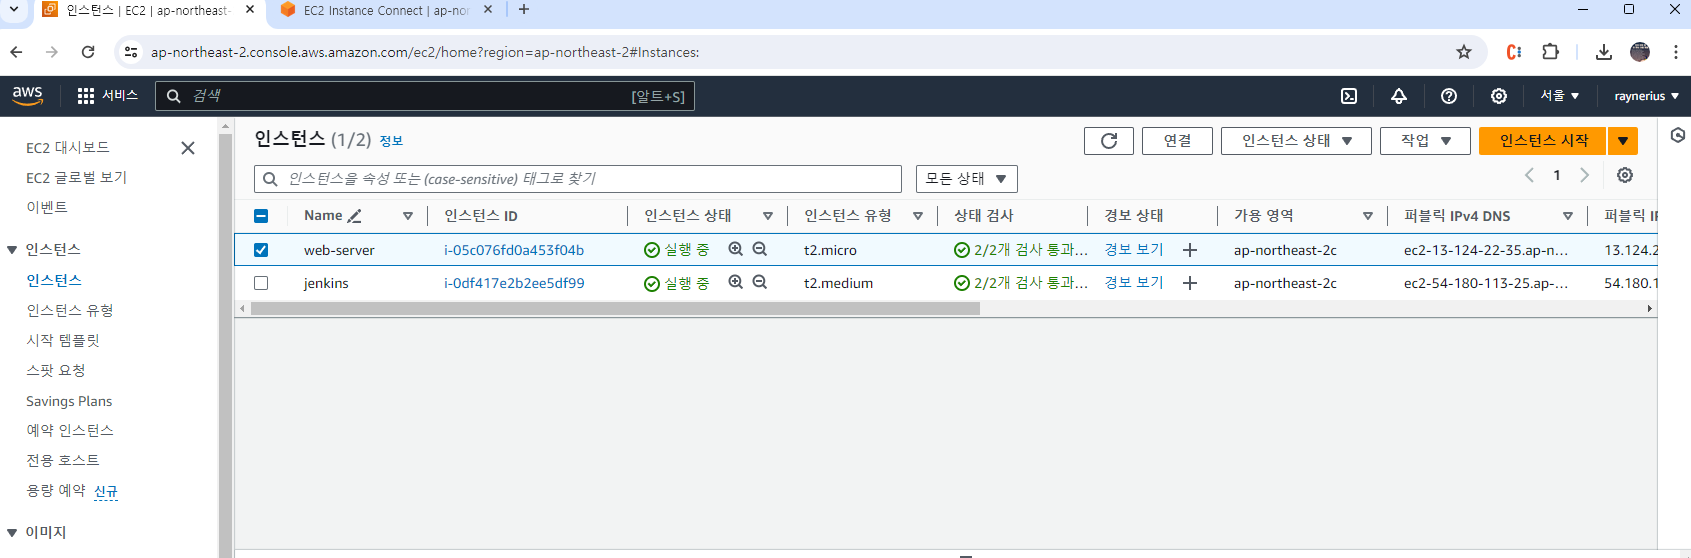 인스턴스 | EC2 | ap-northeast-
EC2 Instance Connect | ap-nor
ap-northeast-2.console.aws.amazon.com/ec2/home?region=ap-northeast-2#Instances:
aws 서비스 검색 [알트+S] 서울 raynerius
EC2 대시보드
EC2 글로벌 보기
이벤트
인스턴스
인스턴스
인스턴스 유형
시작 템플릿
스팟 요청
Savings Plans
예약 인스턴스
전용 호스트
용량 예약 신규
이미지
인스턴스 (1/2) 정보
연결 인스턴스 상태 작업 인스턴스 시작
인스턴스을 속성 또는 (case-sensitive) 태그로 찾기 모든 상태 1
Name 인스턴스 ID 인스턴스 상태 인스턴스 유형 상태 검사 경보 상태 가용 영역 퍼블릭 IPv4 DNS 퍼블릭 IP
web-server i-05c076fd0a453f04b 실행 중 t2.micro 2/2개 검사 통과... 경보 보기 ap-northeast-2c ec2-13-124-22-35.ap-n... 13.124.2
jenkins i-0df417e2b2ee5df99 실행 중 t2.medium 2/2개 검사 통과... 경보 보기 ap-northeast-2c ec2-54-180-113-25.ap-... 54.180.1